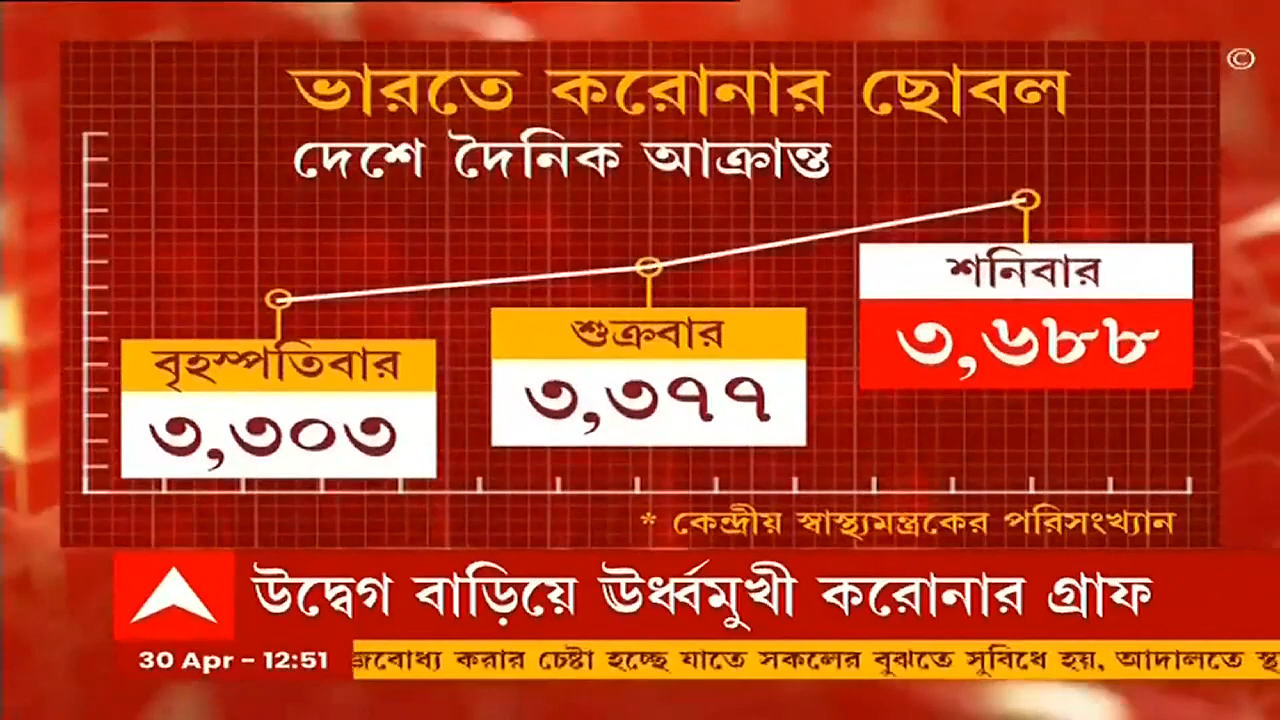 ©
ভারতে করোনার ছোবল
দেশে দৈনিক আক্রান্ত
বৃহস্পতিবার
৩,৩০৩
শুক্রবার
৩,৩৭৭
শনিবার
৩,৬৮৮
* কেন্দ্রীয় স্বাস্থ্যমন্ত্রকের পরিসংখ্যান
উদ্বেগ বাড়িয়ে ঊর্ধ্বমুখী করোনার গ্রাফ
30 Apr - 12:51
করার চেষ্টা হচ্ছে যাতে সকলের বুঝতে সুবিধে হয়, আদালতে